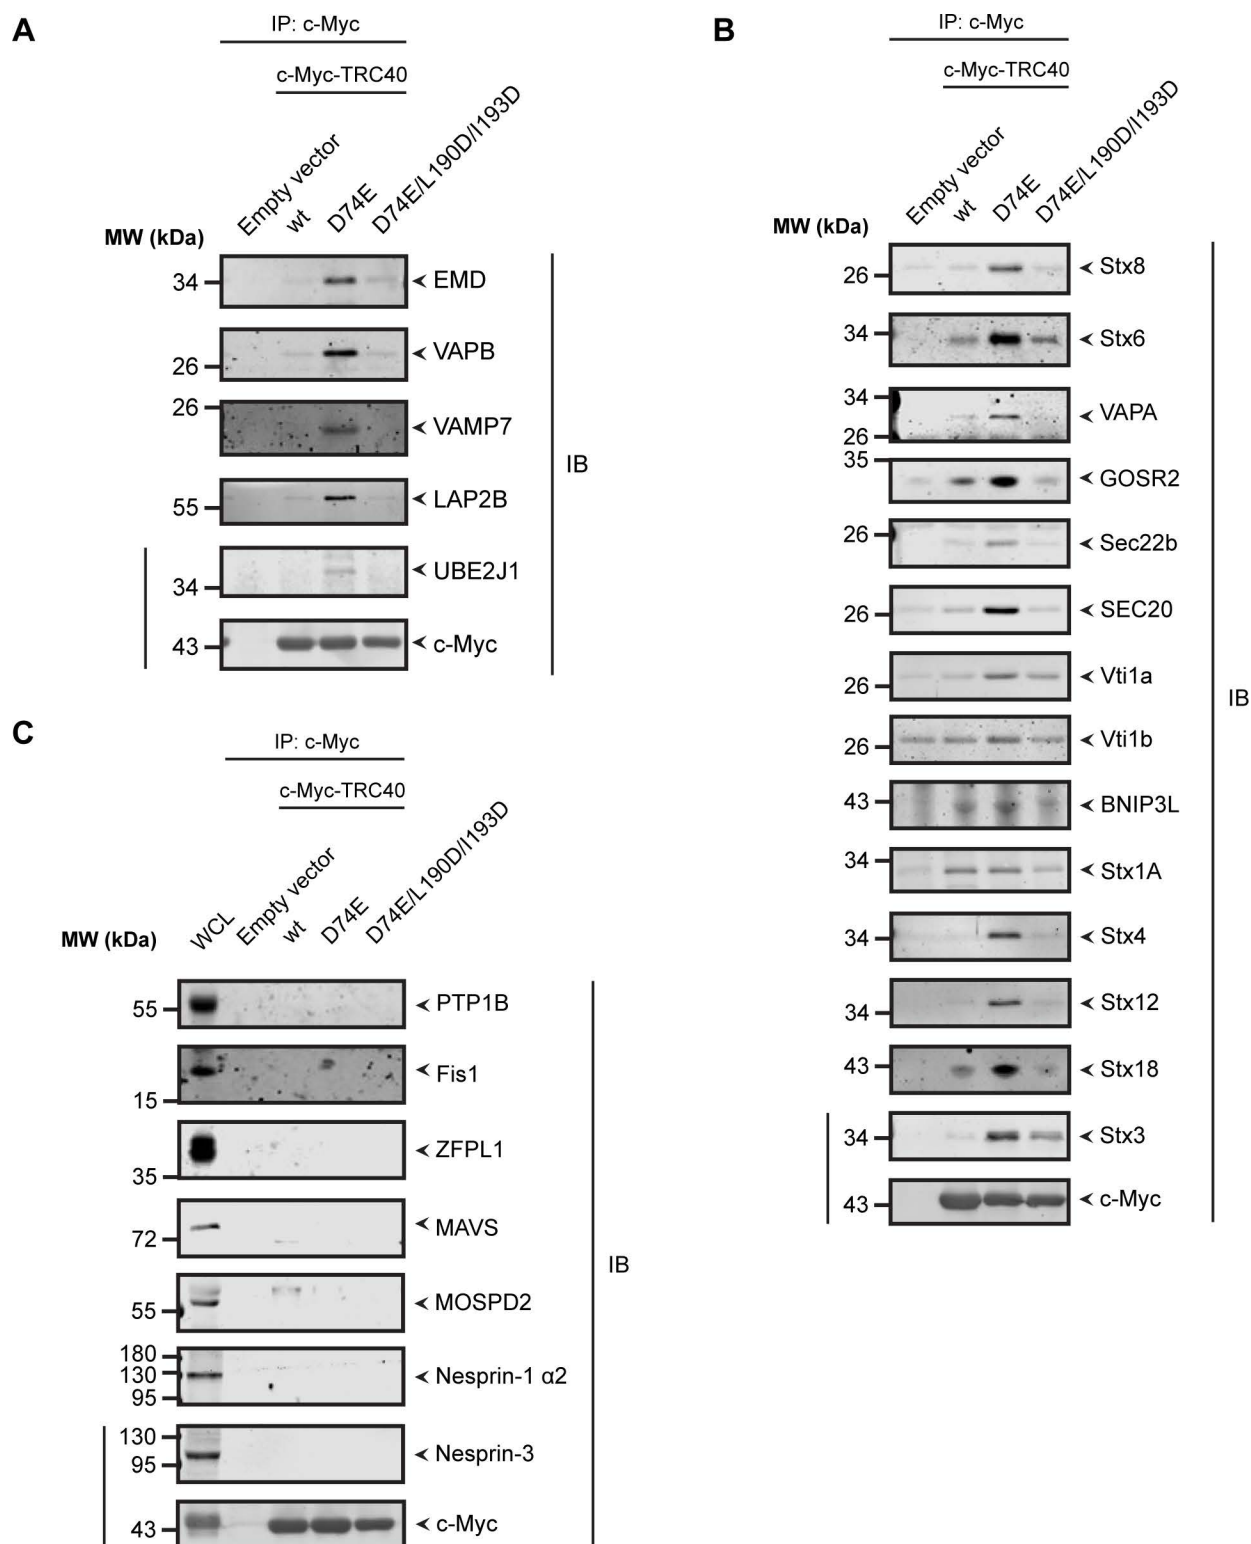 A
IP: c-Myc
c-Myc-TRC40
Empty vector
wt
D74E
D74E/L190D/I193D
MW (kDa)
34
EMD
VAPB
26
26
VAMP7
LAP2B
55
UBE2J1
34
43
c-Myc
IB
B
IP: c-Myc
c-Myc-TRC40
Empty vector
wt
D74E
D74E/L190D/I193D
MW (kDa)
26
Stx8
34
Stx6
34
VAPA
26
35
GOSR2
26
Sec22b
26
SEC20
26
Vti1a
26
Vti1b
43
BNIP3L
34
Stx1A
34
Stx4
34
Stx12
43
Stx18
34
Stx3
43
c-Myc
IB
C
IP: c-Myc
c-Myc-TRC40
WCL
Empty vector
wt
D74E
D74E/L190D/I193D
MW (kDa)
55
PTP1B
Fis1
15
ZFPL1
35
MAVS
72
MOSPD2
55
180
130
95
Nesprin-1 α2
130
95
Nesprin-3
43
c-Myc
IB